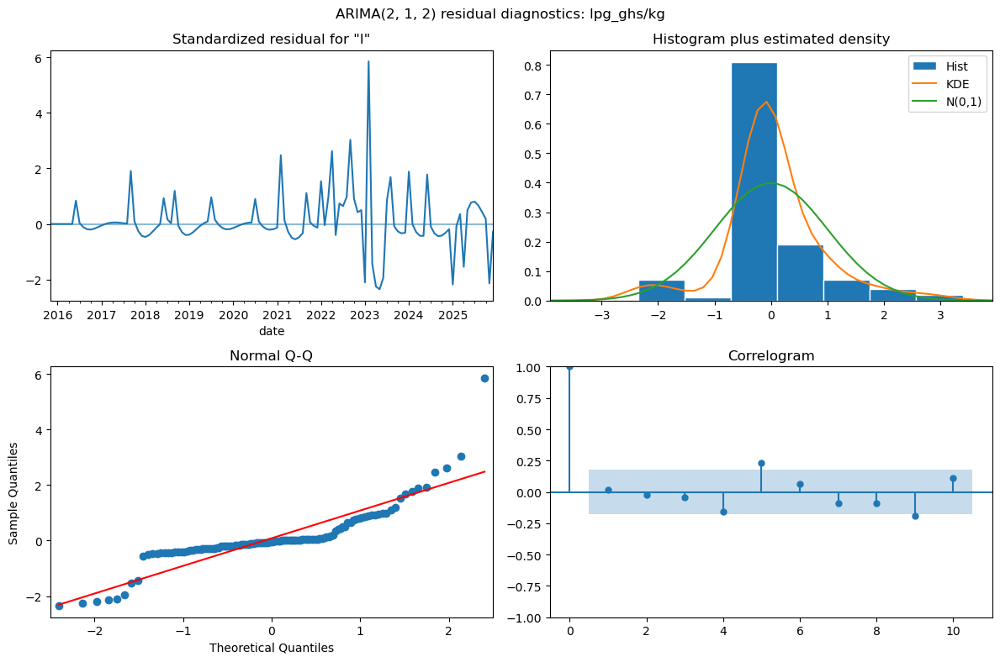 ARIMA(2, 1, 2) residual diagnostics: lpg_ghs/kg
Standardized residual for "l"
6
4
2
0
−2
2016 2017 2018 2019 2020 2021 2022 2023 2024 2025
date
Histogram plus estimated density
Hist
KDE
N(0,1)
0.8
0.7
0.6
0.5
0.4
0.3
0.2
0.1
0.0
−3 −2 −1 0 1 2 3
Normal Q-Q
Sample Quantiles
6
4
2
0
−2
−2 −1 0 1 2
Theoretical Quantiles
Correlogram
1.00
0.75
0.50
0.25
0.00
−0.25
−0.50
−0.75
−1.00
0 2 4 6 8 10